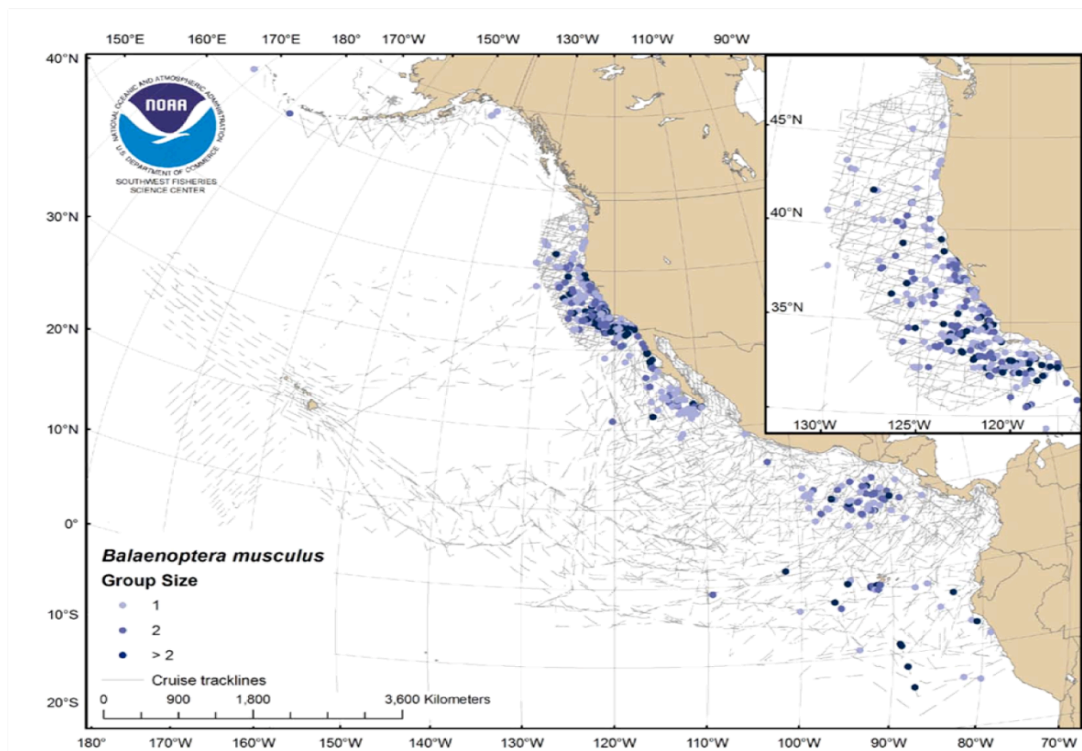 150°E 160°E 170°E 180° 170°W 150°W 130°W 110°W 90°W
40°N
30°N
20°N
10°N
0°
10°S
20°S
NATIONAL OCEANIC AND ATMOSPHERIC ADMINISTRATION
NOAA
U.S. DEPARTMENT OF COMMERCE
SOUTHWEST FISHERIES
SCIENCE CENTER
45°N
40°N
35°N
130°W 125°W 120°W
Balaenoptera musculus
Group Size
1
2
> 2
Cruise tracklines
0 900 1,800 3,600 Kilometers
180° 170°W 160°W 150°W 140°W 130°W 120°W 110°W 100°W 90°W 80°W 70°W